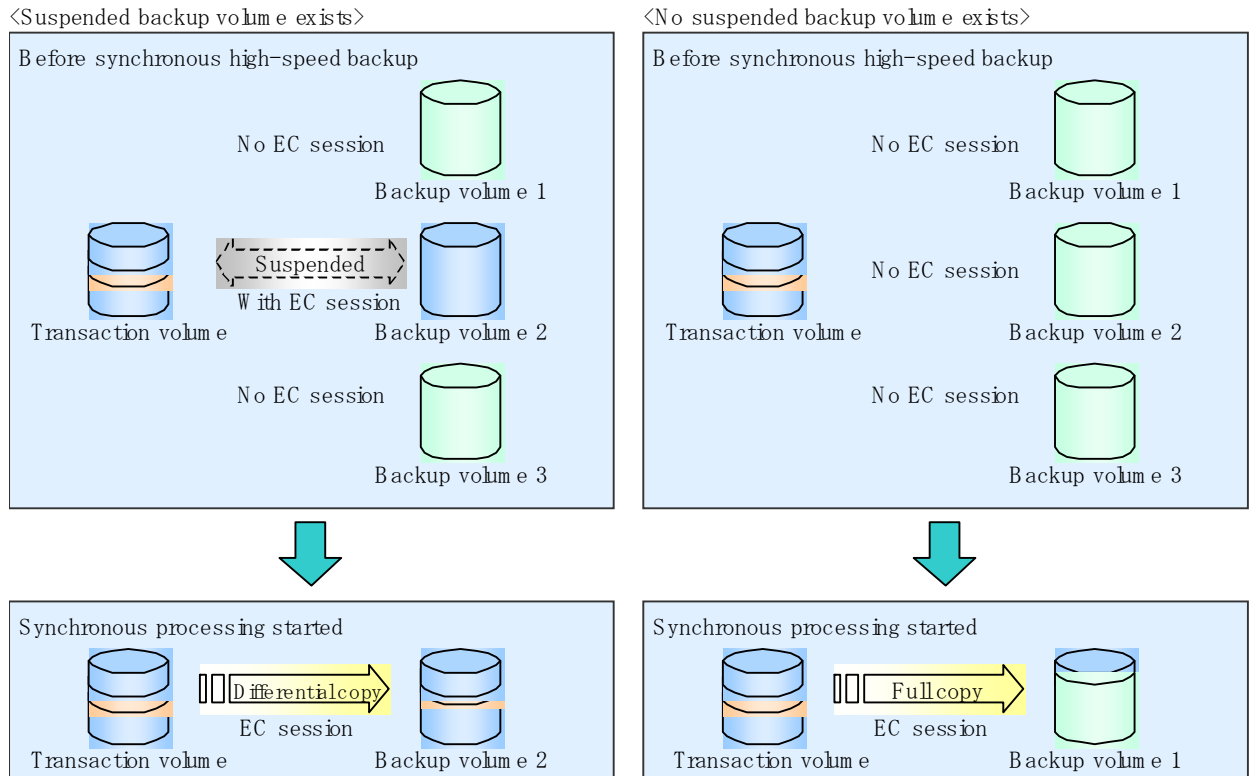 <Suspended backup volume exists>
Before synchronous high-speed backup
No EC session
Backup volume 1
Suspended
With EC session
Transaction volume
Backup volume 2
No EC session
Backup volume 3
Synchronous processing started
Differential copy
EC session
Transaction volume
Backup volume 2
<No suspended backup volume exists>
Before synchronous high-speed backup
No EC session
Backup volume 1
No EC session
Transaction volume
Backup volume 2
No EC session
Backup volume 3
Synchronous processing started
Full copy
EC session
Transaction volume
Backup volume 1